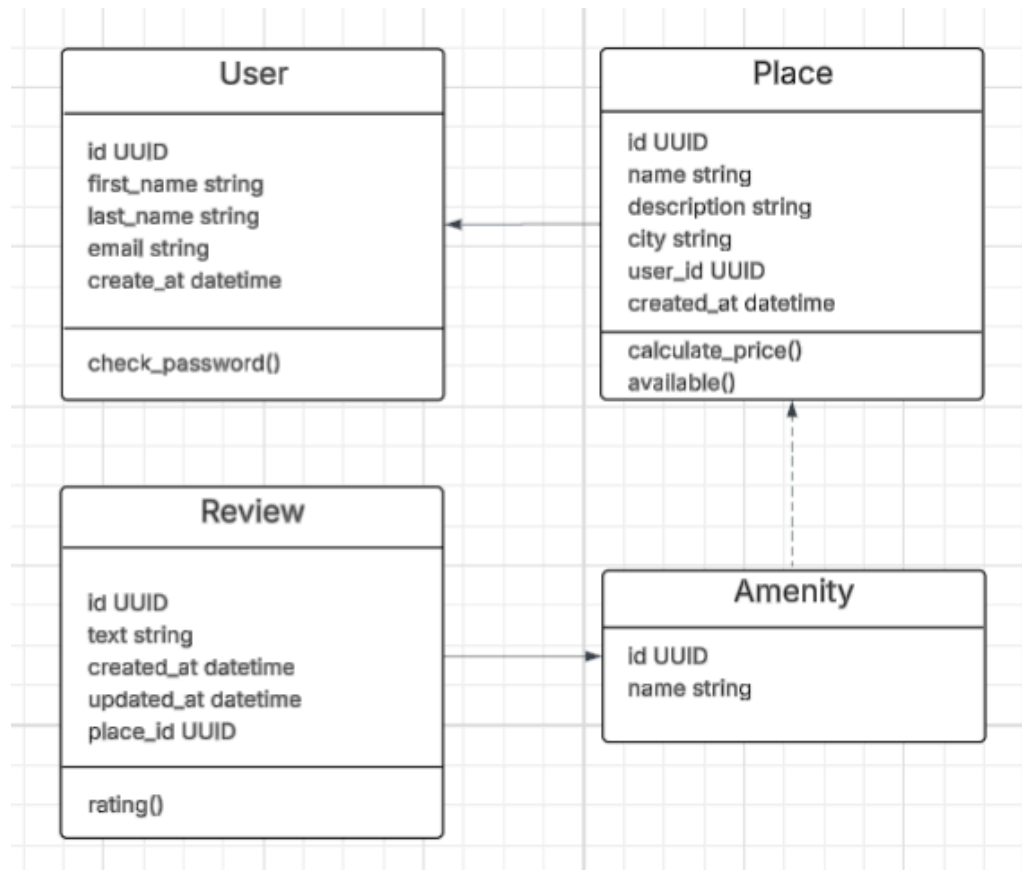 User
id UUID
first_name string
last_name string
email string
create_at datetime
check_password()
Place
id UUID
name string
description string
city string
user_id UUID
created_at datetime
calculate_price()
available()
Review
id UUID
text string
created_at datetime
updated_at datetime
place_id UUID
rating()
Amenity
id UUID
name string